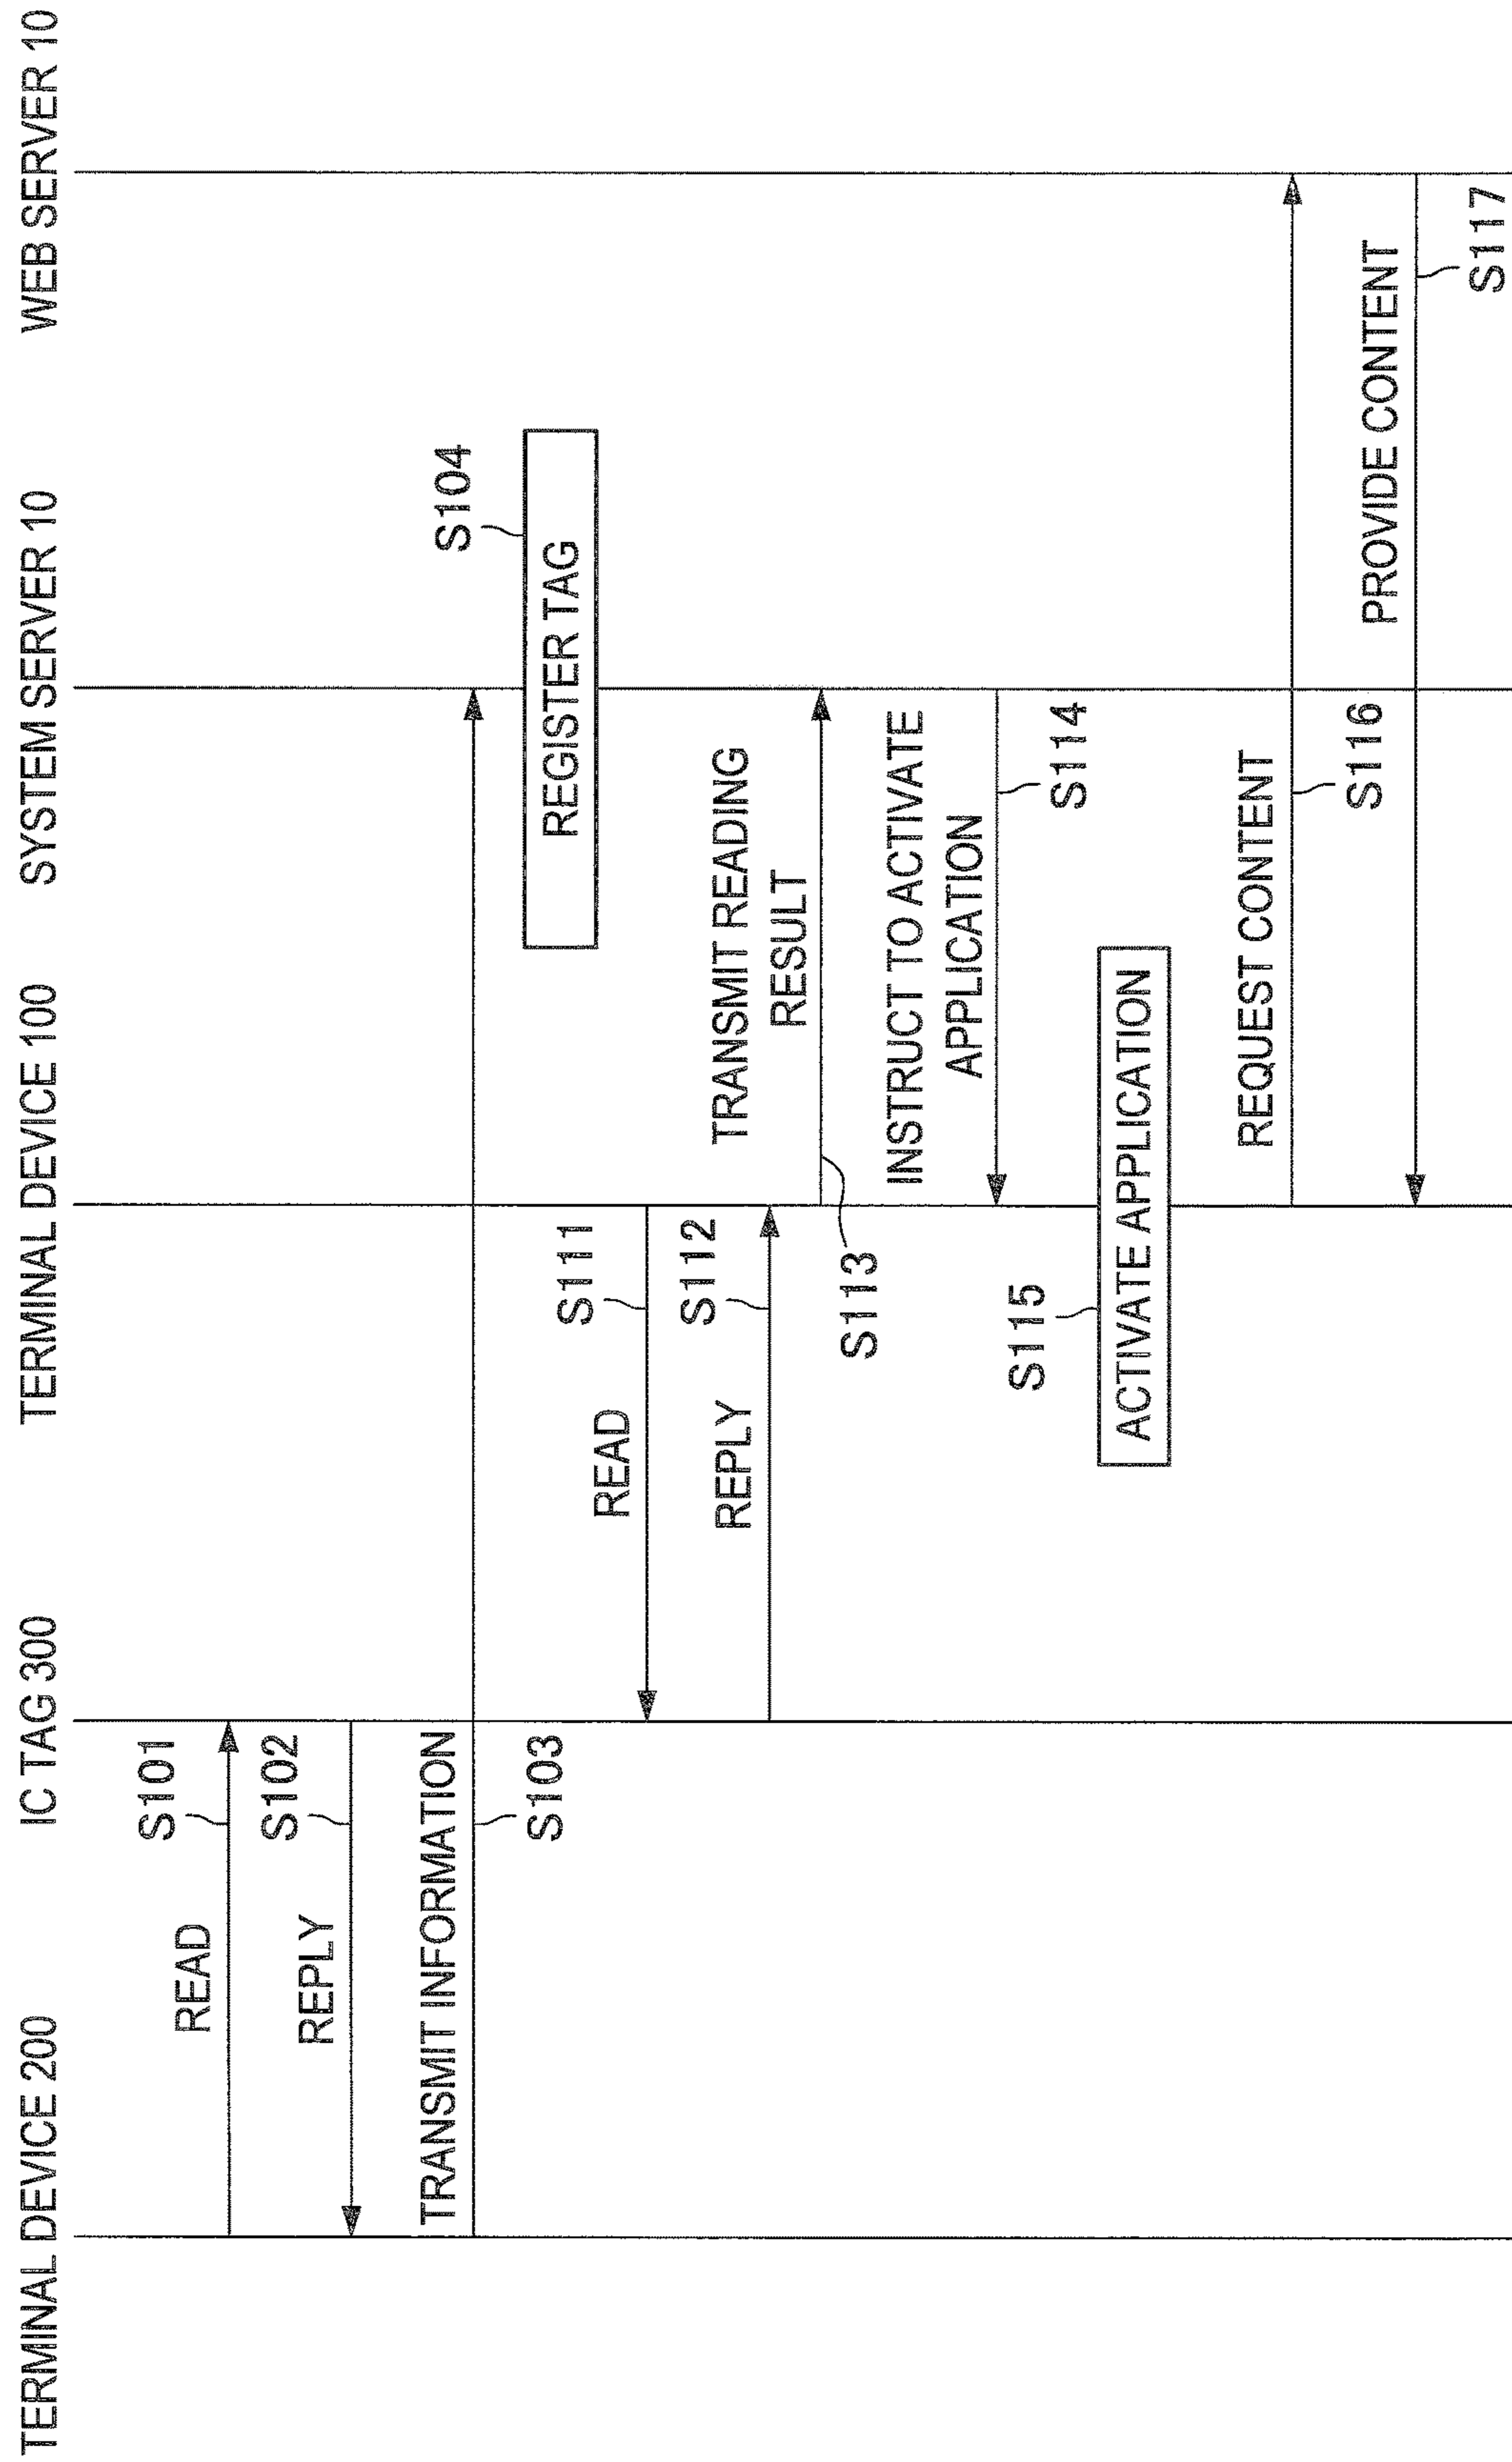 TERMINAL DEVICE 200
IC TAG 300
TERMINAL DEVICE 100
SYSTEM SERVER 10
WEB SERVER 10
READ
S101
REPLY
S102
TRANSMIT INFORMATION
S103
S104
REGISTER TAG
READ
S111
REPLY
S112
TRANSMIT READING
RESULT
S113
INSTRUCT TO ACTIVATE
APPLICATION
S114
S115
ACTIVATE APPLICATION
REQUEST CONTENT
S116
PROVIDE CONTENT
S117